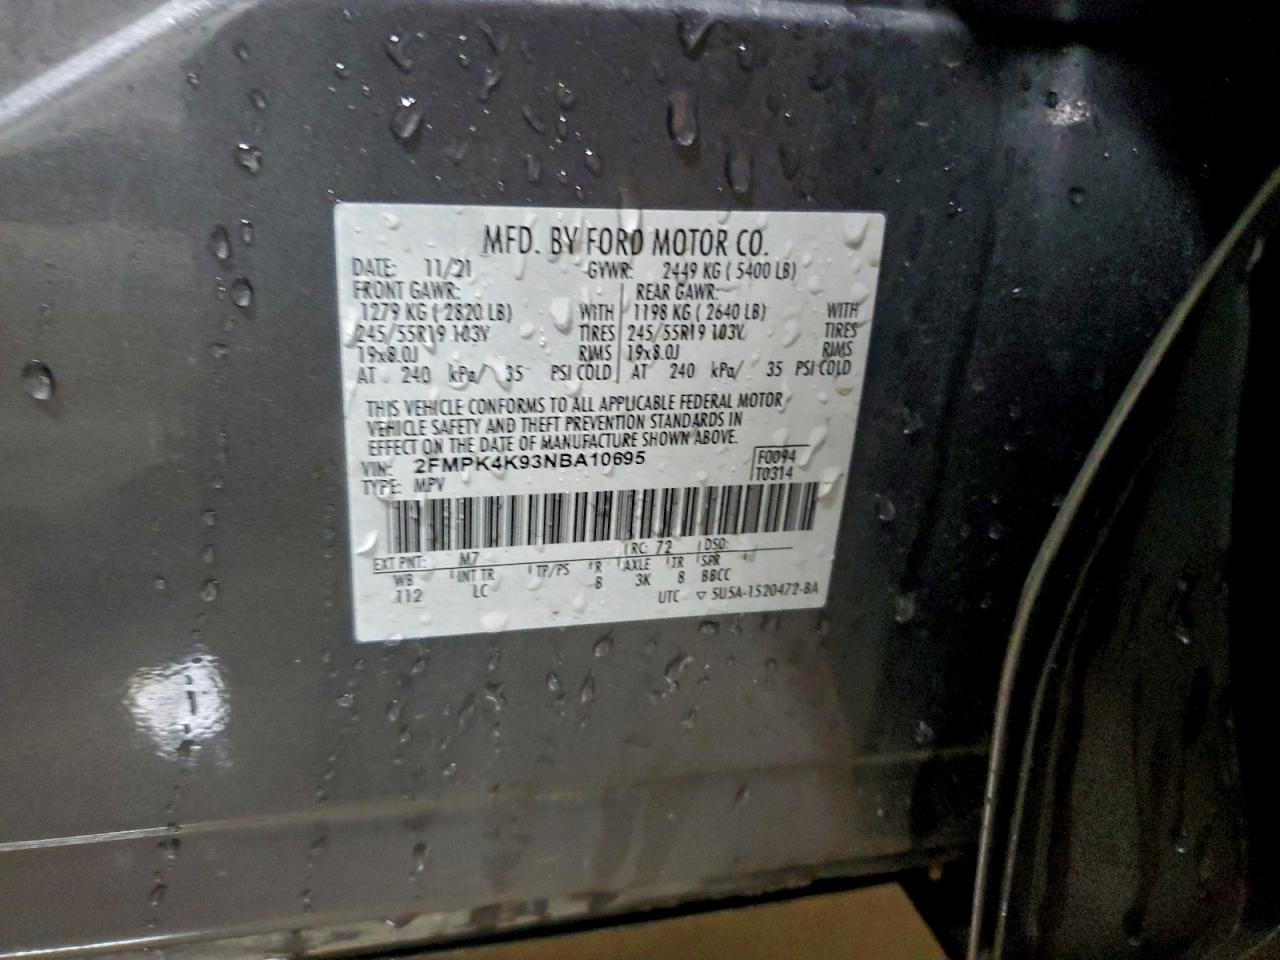 MFD. BY FORD MOTOR CO.
DATE: 11/21 GVWR: 2449 KG ( 5400 LB)
FRONT GAWR: REAR GAWR:
1279 KG ( 2820 LB) WITH 1198 KG ( 2640 LB) WITH
245/55R19 103V TIRES 245/55R19 103V TIRES
19x8.0J RIMS 19x8.0J RIMS
AT 240 kPa/ 35 PSI COLD AT 240 kPa/ 35 PSI COLD
THIS VEHICLE CONFORMS TO ALL APPLICABLE FEDERAL MOTOR
VEHICLE SAFETY AND THEFT PREVENTION STANDARDS IN
EFFECT ON THE DATE OF MANUFACTURE SHOWN ABOVE.
VIN: 2FMPK4K93NBA10695 F0094
TYPE: MPV T0314
EXT PNT: M7 RC: 72 DSO:
WB INT TR TP/PS R AXLE TR SPR
112 LC B 3K 8 BBCC
UTC ▽ 5U5A-1520472-BA